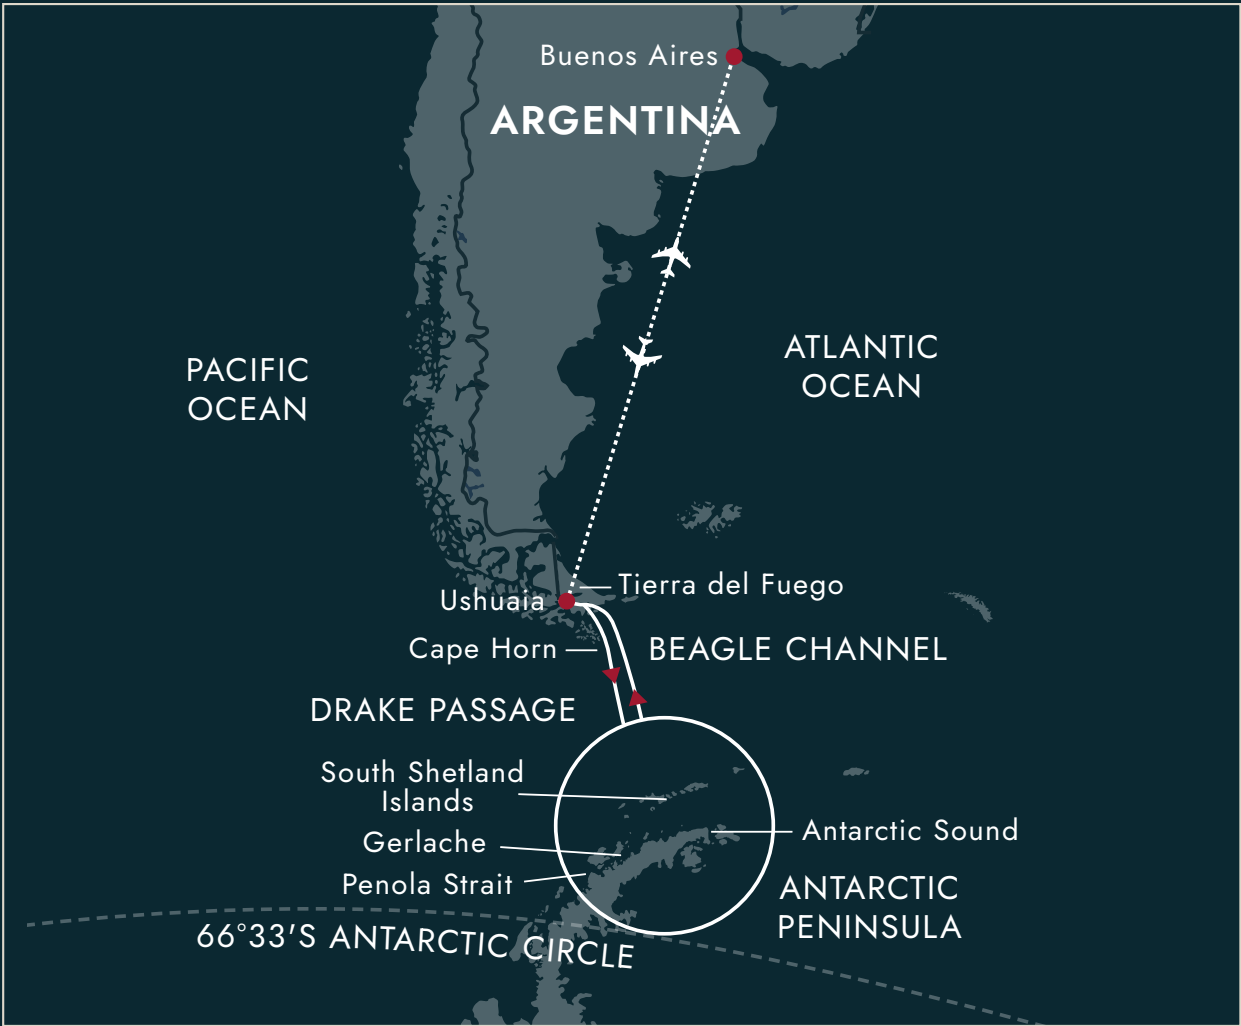 Buenos Aires
ARGENTINA
PACIFIC
OCEAN
ATLANTIC
OCEAN
Tierra del Fuego
Ushuaia
Cape Horn
BEAGLE CHANNEL
DRAKE PASSAGE
South Shetland
Islands
Gerlache
Antarctic Sound
Penola Strait
ANTARCTIC
PENINSULA
66°33'S ANTARCTIC CIRCLE